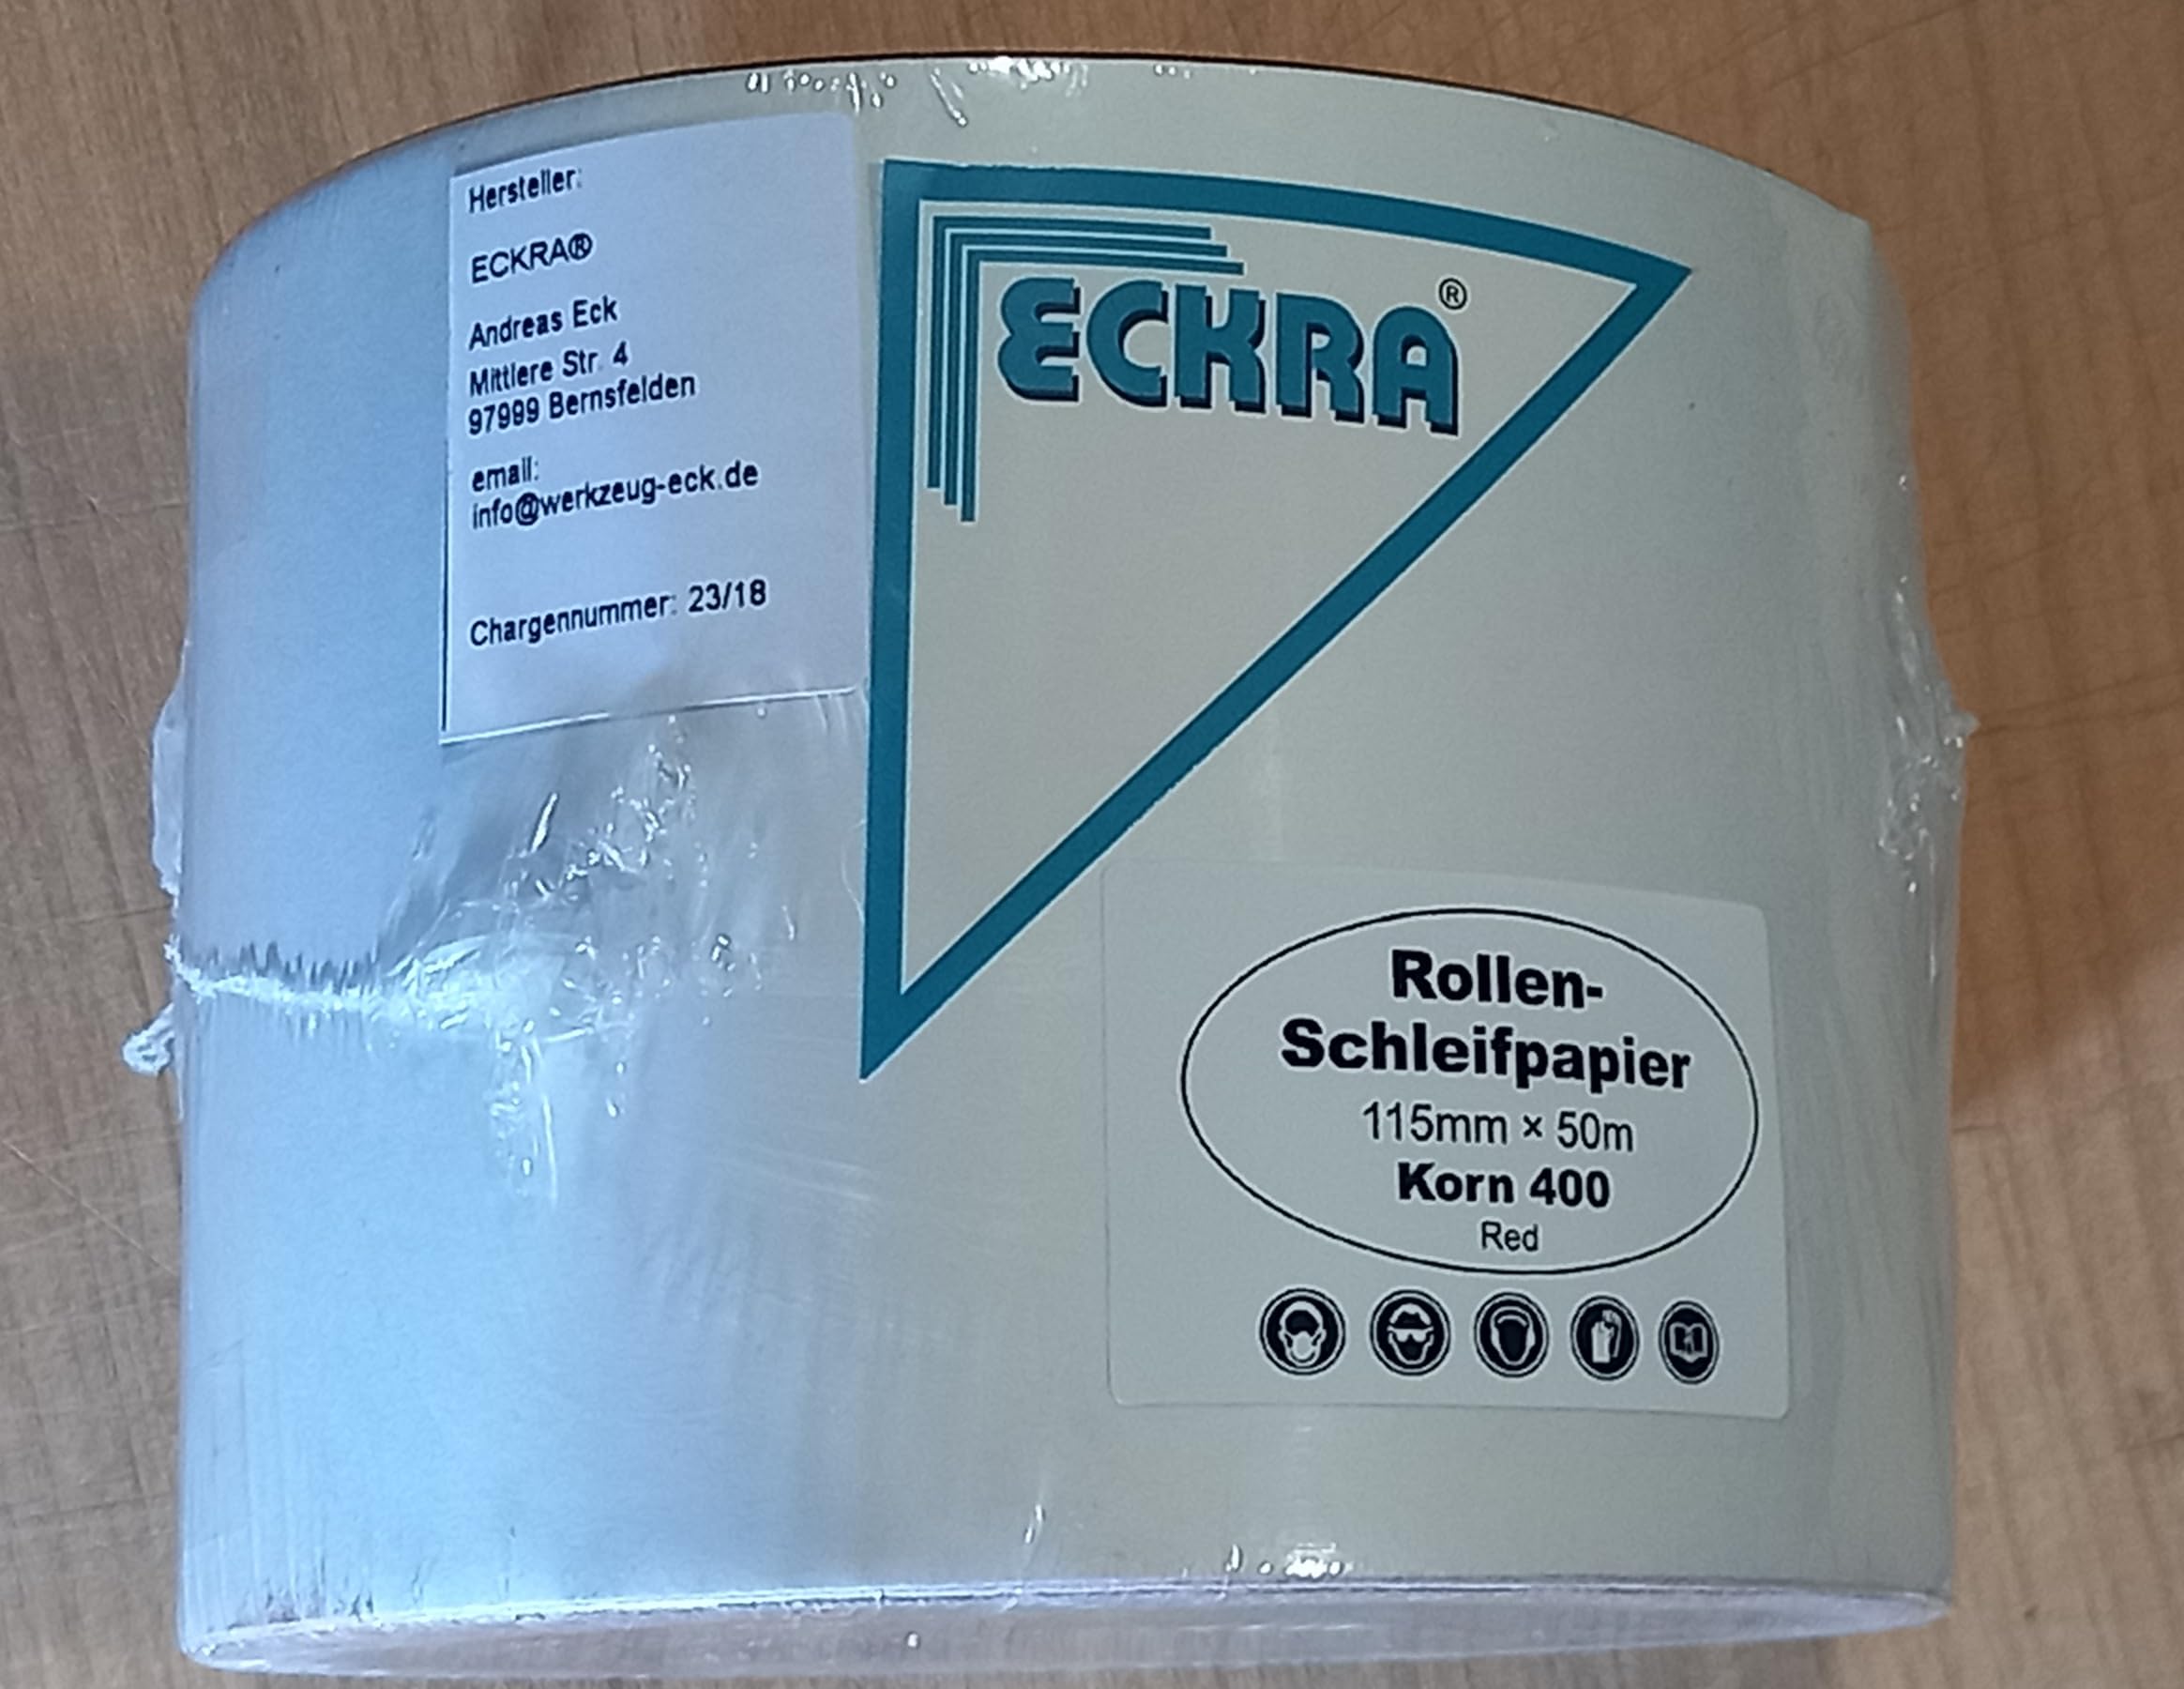 Hersteller:
ECKRA®
Andreas Eck
Mittlere Str. 4
97999 Bernsfelden
email:
info@werkzeug-eck.de
Chargennummer: 23/18
ECKRA®
Rollen-
Schleifpapier
115mm × 50m
Korn 400
Red